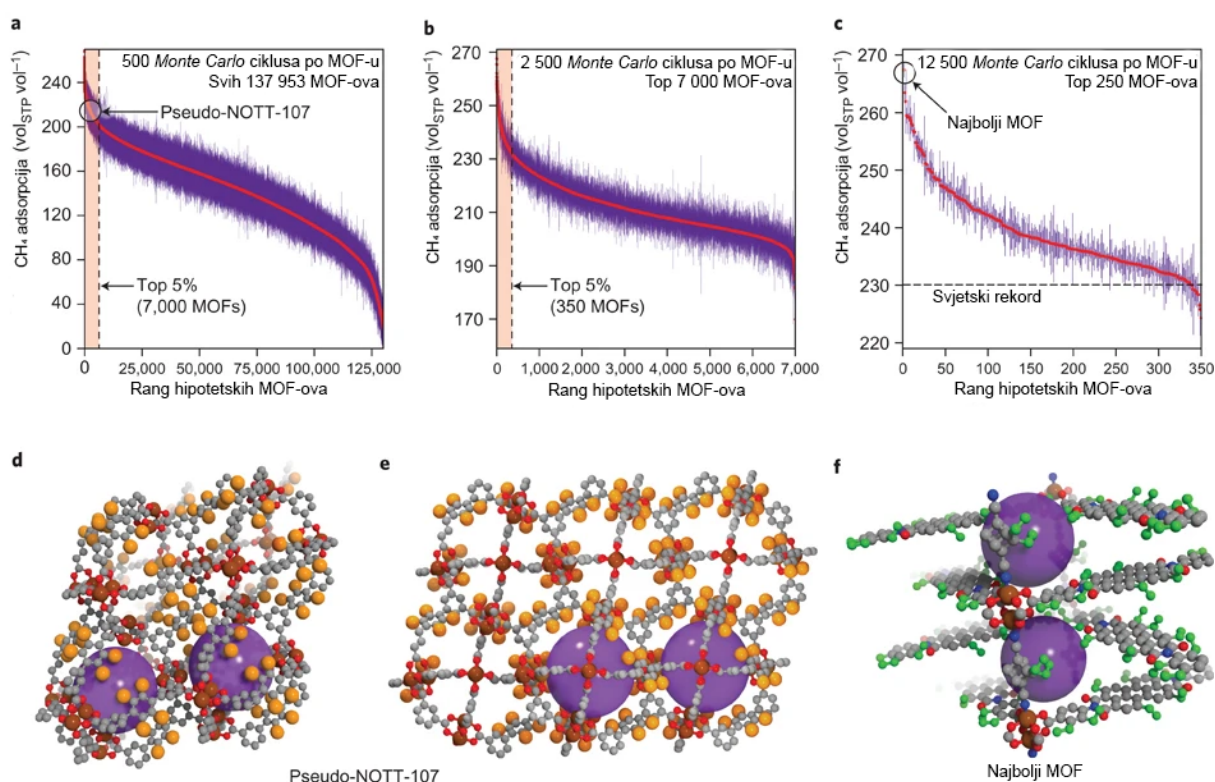 a
500 Monte Carlo ciklusa po MOF-u
Svih 137 953 MOF-ova
Pseudo-NOTT-107
Top 5%
(7,000 MOFs)
CH₄ adsorpcija (vol_STP vol⁻¹)
240
200
160
120
80
40
0
0 25,000 50,000 75,000 100,000 125,000
Rang hipotetskih MOF-ova
b
2 500 Monte Carlo ciklusa po MOF-u
Top 7 000 MOF-ova
Top 5%
(350 MOFs)
CH₄ adsorpcija (vol_STP vol⁻¹)
270
250
230
210
190
170
0 1,000 2,000 3,000 4,000 5,000 6,000 7,000
Rang hipotetskih MOF-ova
c
12 500 Monte Carlo ciklusa po MOF-u
Top 250 MOF-ova
Najbolji MOF
Svjetski rekord
CH₄ adsorpcija (vol_STP vol⁻¹)
270
260
250
240
230
220
0 50 100 150 200 250 300 350
Rang hipotetskih MOF-ova
d
e
f
Pseudo-NOTT-107
Najbolji MOF